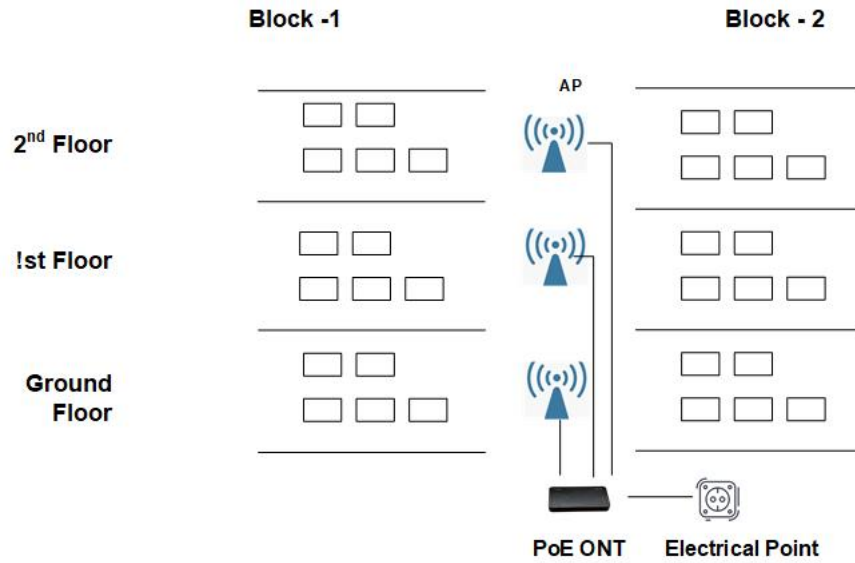 Block -1
Block - 2
AP
2nd Floor
!st Floor
Ground
Floor
PoE ONT
Electrical Point